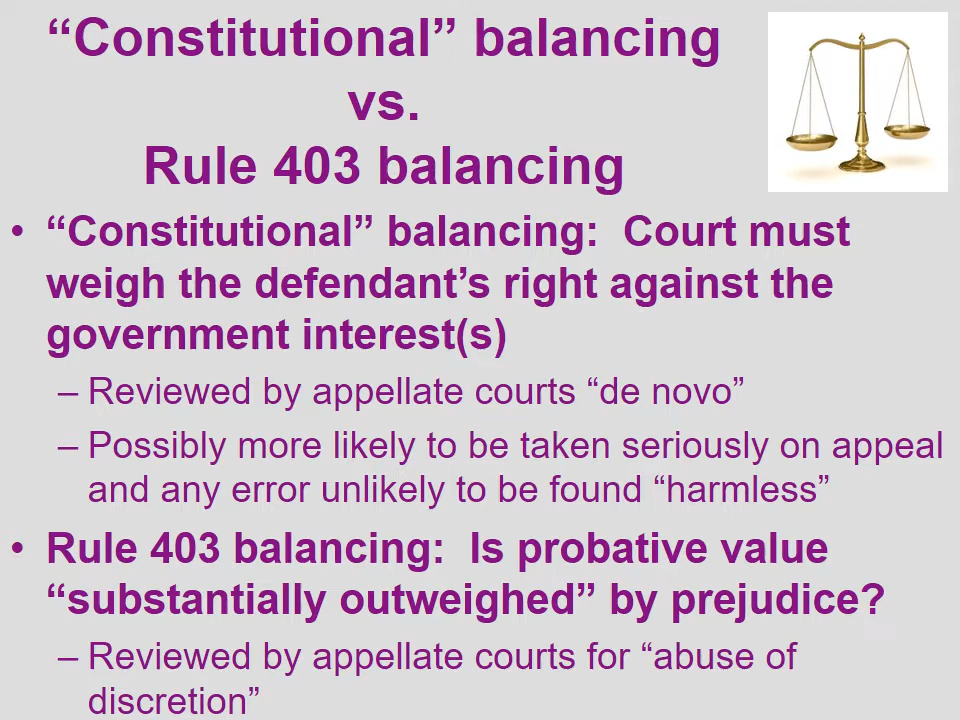 “Constitutional” balancing
vs.
Rule 403 balancing
• “Constitutional” balancing:  Court must
weigh the defendant’s right against the
government interest(s)
– Reviewed by appellate courts “de novo”
– Possibly more likely to be taken seriously on appeal
and any error unlikely to be found “harmless”
• Rule 403 balancing:  Is probative value
“substantially outweighed” by prejudice?
– Reviewed by appellate courts for “abuse of
discretion”